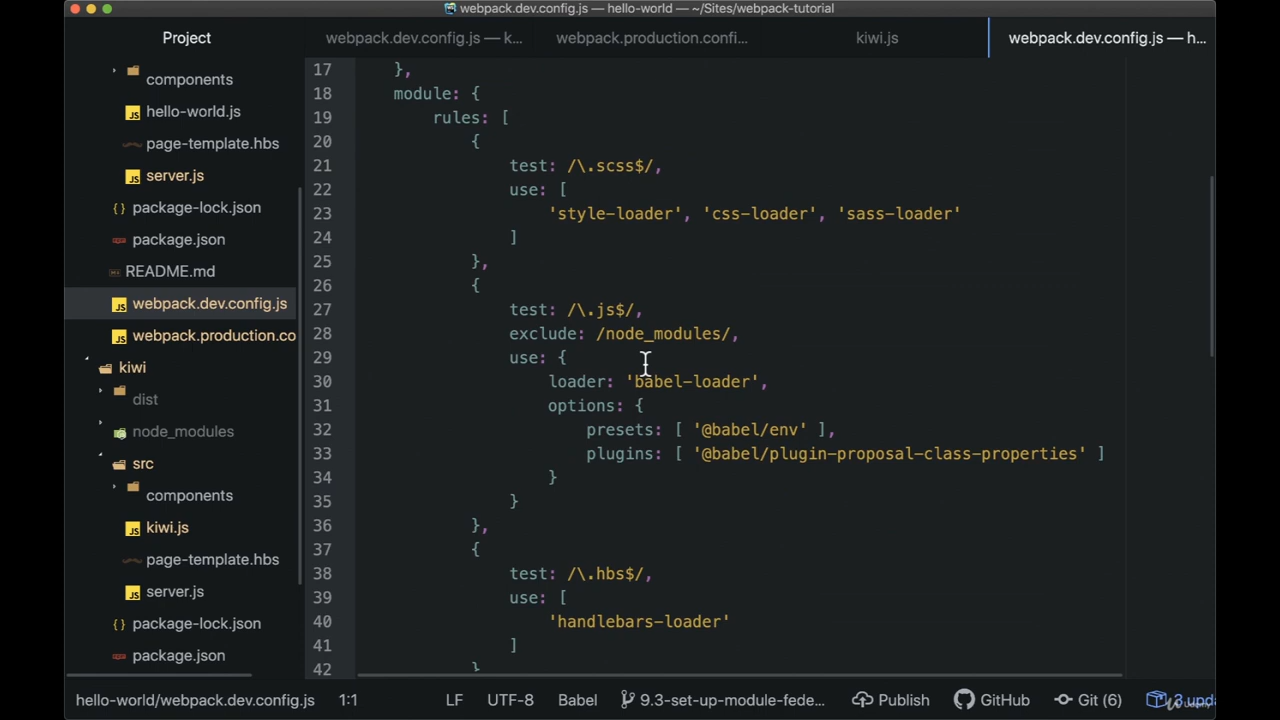 webpack.dev.config.js — hello-world — ~/Sites/webpack-tutorial
Project
webpack.dev.config.js — k...
webpack.production.confi...
kiwi.js
webpack.dev.config.js — h...
components
hello-world.js
page-template.hbs
server.js
package-lock.json
package.json
README.md
webpack.dev.config.js
webpack.production.co
kiwi
dist
node_modules
src
components
kiwi.js
page-template.hbs
server.js
package-lock.json
package.json
17 },
18 module: {
19 rules: [
20 {
21 test: /\.scss$/,
22 use: [
23 'style-loader', 'css-loader', 'sass-loader'
24 ]
25 },
26 {
27 test: /\.js$/,
28 exclude: /node_modules/,
29 use: {
30 loader: 'babel-loader',
31 options: {
32 presets: [ '@babel/env' ],
33 plugins: [ '@babel/plugin-proposal-class-properties' ]
34 }
35 }
36 },
37 {
38 test: /\.hbs$/,
39 use: [
40 'handlebars-loader'
41 ]
42 }
hello-world/webpack.dev.config.js 1:1 LF UTF-8 Babel 9.3-set-up-module-fede... Publish GitHub Git (6) 3